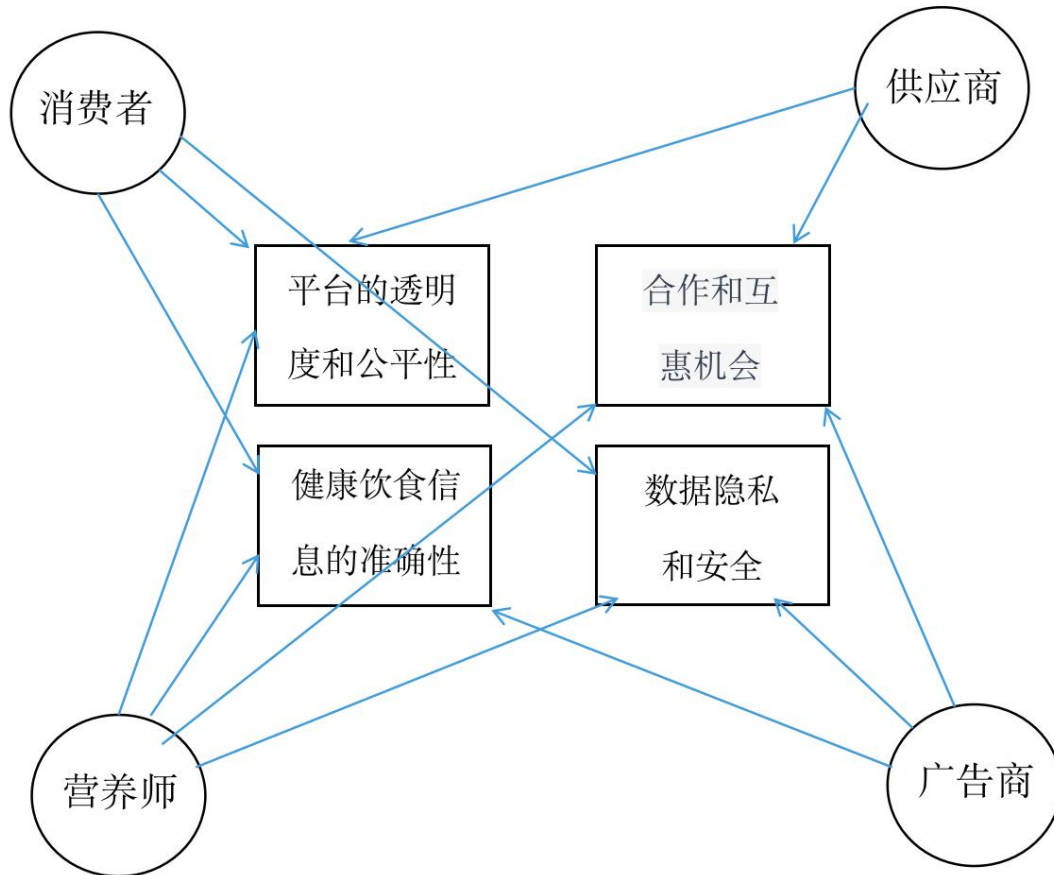 消费者
供应商
平台的透明
度和公平性
合作和互
惠机会
健康饮食信
息的准确性
数据隐私
和安全
营养师
广告商